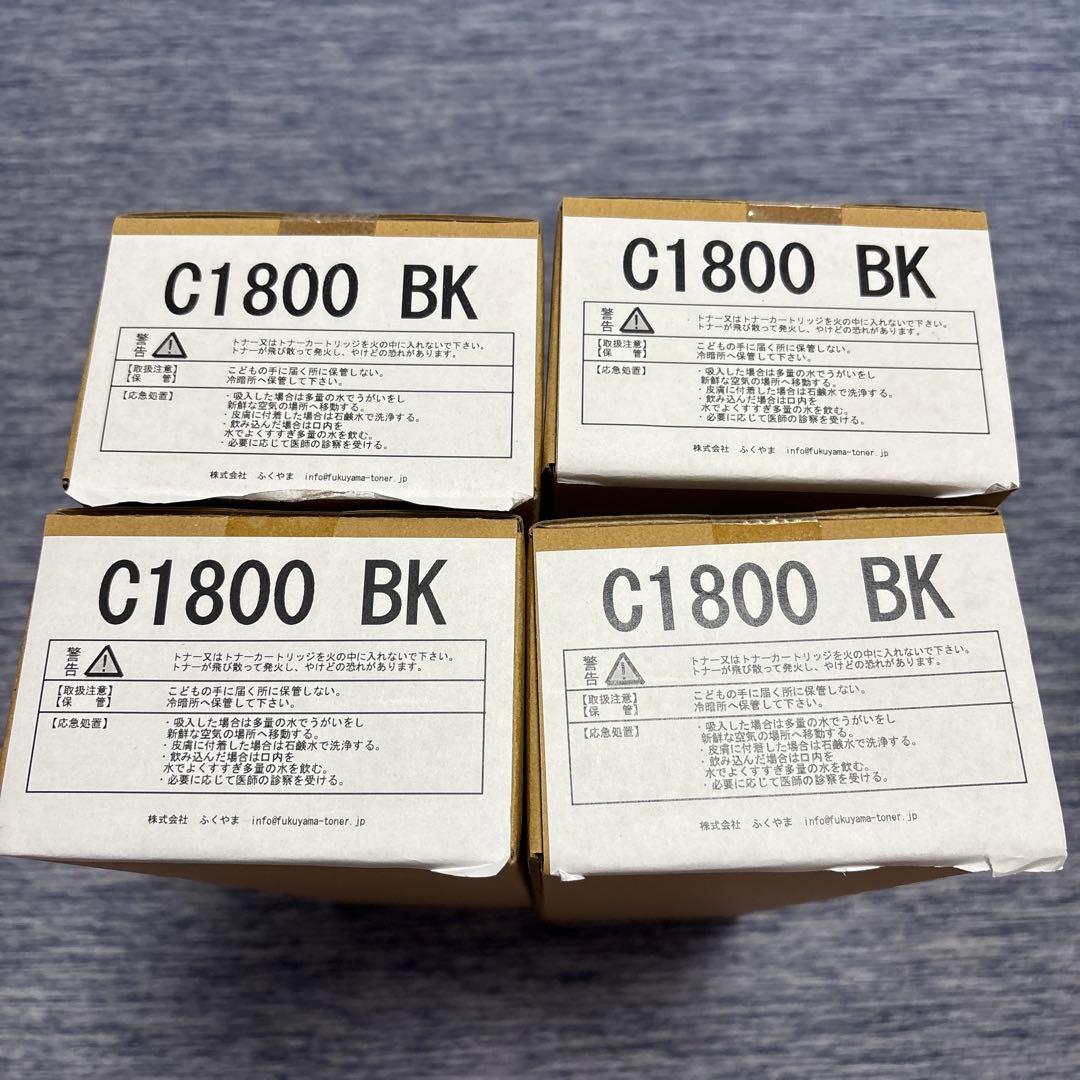 C1800 BK
警告 トナー又はトナーカートリッジを火の中に入れないで下さい。
トナーが飛び散って発火し、やけどの恐れがあります。
【取扱注意】 こどもの手に届く所に保管しない。
【保 管】 冷暗所へ保管して下さい。
【応急処置】 ・吸入した場合は多量の水でうがいをし
新鮮な空気の場所へ移動する。
・皮膚に付着した場合は石鹸水で洗浄する。
・飲み込んだ場合は口内を
水でよくすすぎ多量の水を飲む。
・必要に応じて医師の診察を受ける。
株式会社 ふくやま info@fukuyama-toner.jp
C1800 BK
警告 トナー又はトナーカートリッジを火の中に入れないで下さい。
トナーが飛び散って発火し、やけどの恐れがあります。
【取扱注意】 こどもの手に届く所に保管しない。
【保 管】 冷暗所へ保管して下さい。
【応急処置】 ・吸入した場合は多量の水でうがいをし
新鮮な空気の場所へ移動する。
・皮膚に付着した場合は石鹸水で洗浄する。
・飲み込んだ場合は口内を
水でよくすすぎ多量の水を飲む。
・必要に応じて医師の診察を受ける。
株式会社 ふくやま info@fukuyama-toner.jp
C1800 BK
警告 トナー又はトナーカートリッジを火の中に入れないで下さい。
トナーが飛び散って発火し、やけどの恐れがあります。
【取扱注意】 こどもの手に届く所に保管しない。
【保 管】 冷暗所へ保管して下さい。
【応急処置】 ・吸入した場合は多量の水でうがいをし
新鮮な空気の場所へ移動する。
・皮膚に付着した場合は石鹸水で洗浄する。
・飲み込んだ場合は口内を
水でよくすすぎ多量の水を飲む。
・必要に応じて医師の診察を受ける。
株式会社 ふくやま info@fukuyama-toner.jp
C1800 BK
警告 トナー又はトナーカートリッジを火の中に入れないで下さい。
トナーが飛び散って発火し、やけどの恐れがあります。
【取扱注意】 こどもの手に届く所に保管しない。
【保 管】 冷暗所へ保管して下さい。
【応急処置】 ・吸入した場合は多量の水でうがいをし
新鮮な空気の場所へ移動する。
・皮膚に付着した場合は石鹸水で洗浄する。
・飲み込んだ場合は口内を
水でよくすすぎ多量の水を飲む。
・必要に応じて医師の診察を受ける。
株式会社 ふくやま info@fukuyama-toner.jp